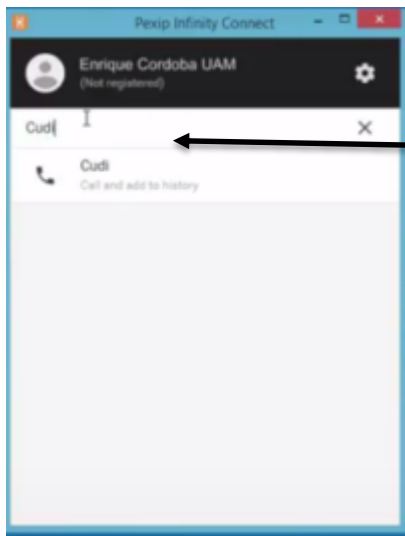 Pexip Infinity Connect
Enrique Cordoba UAM
(Not registered)
Cudi
Cudi
Call and add to history